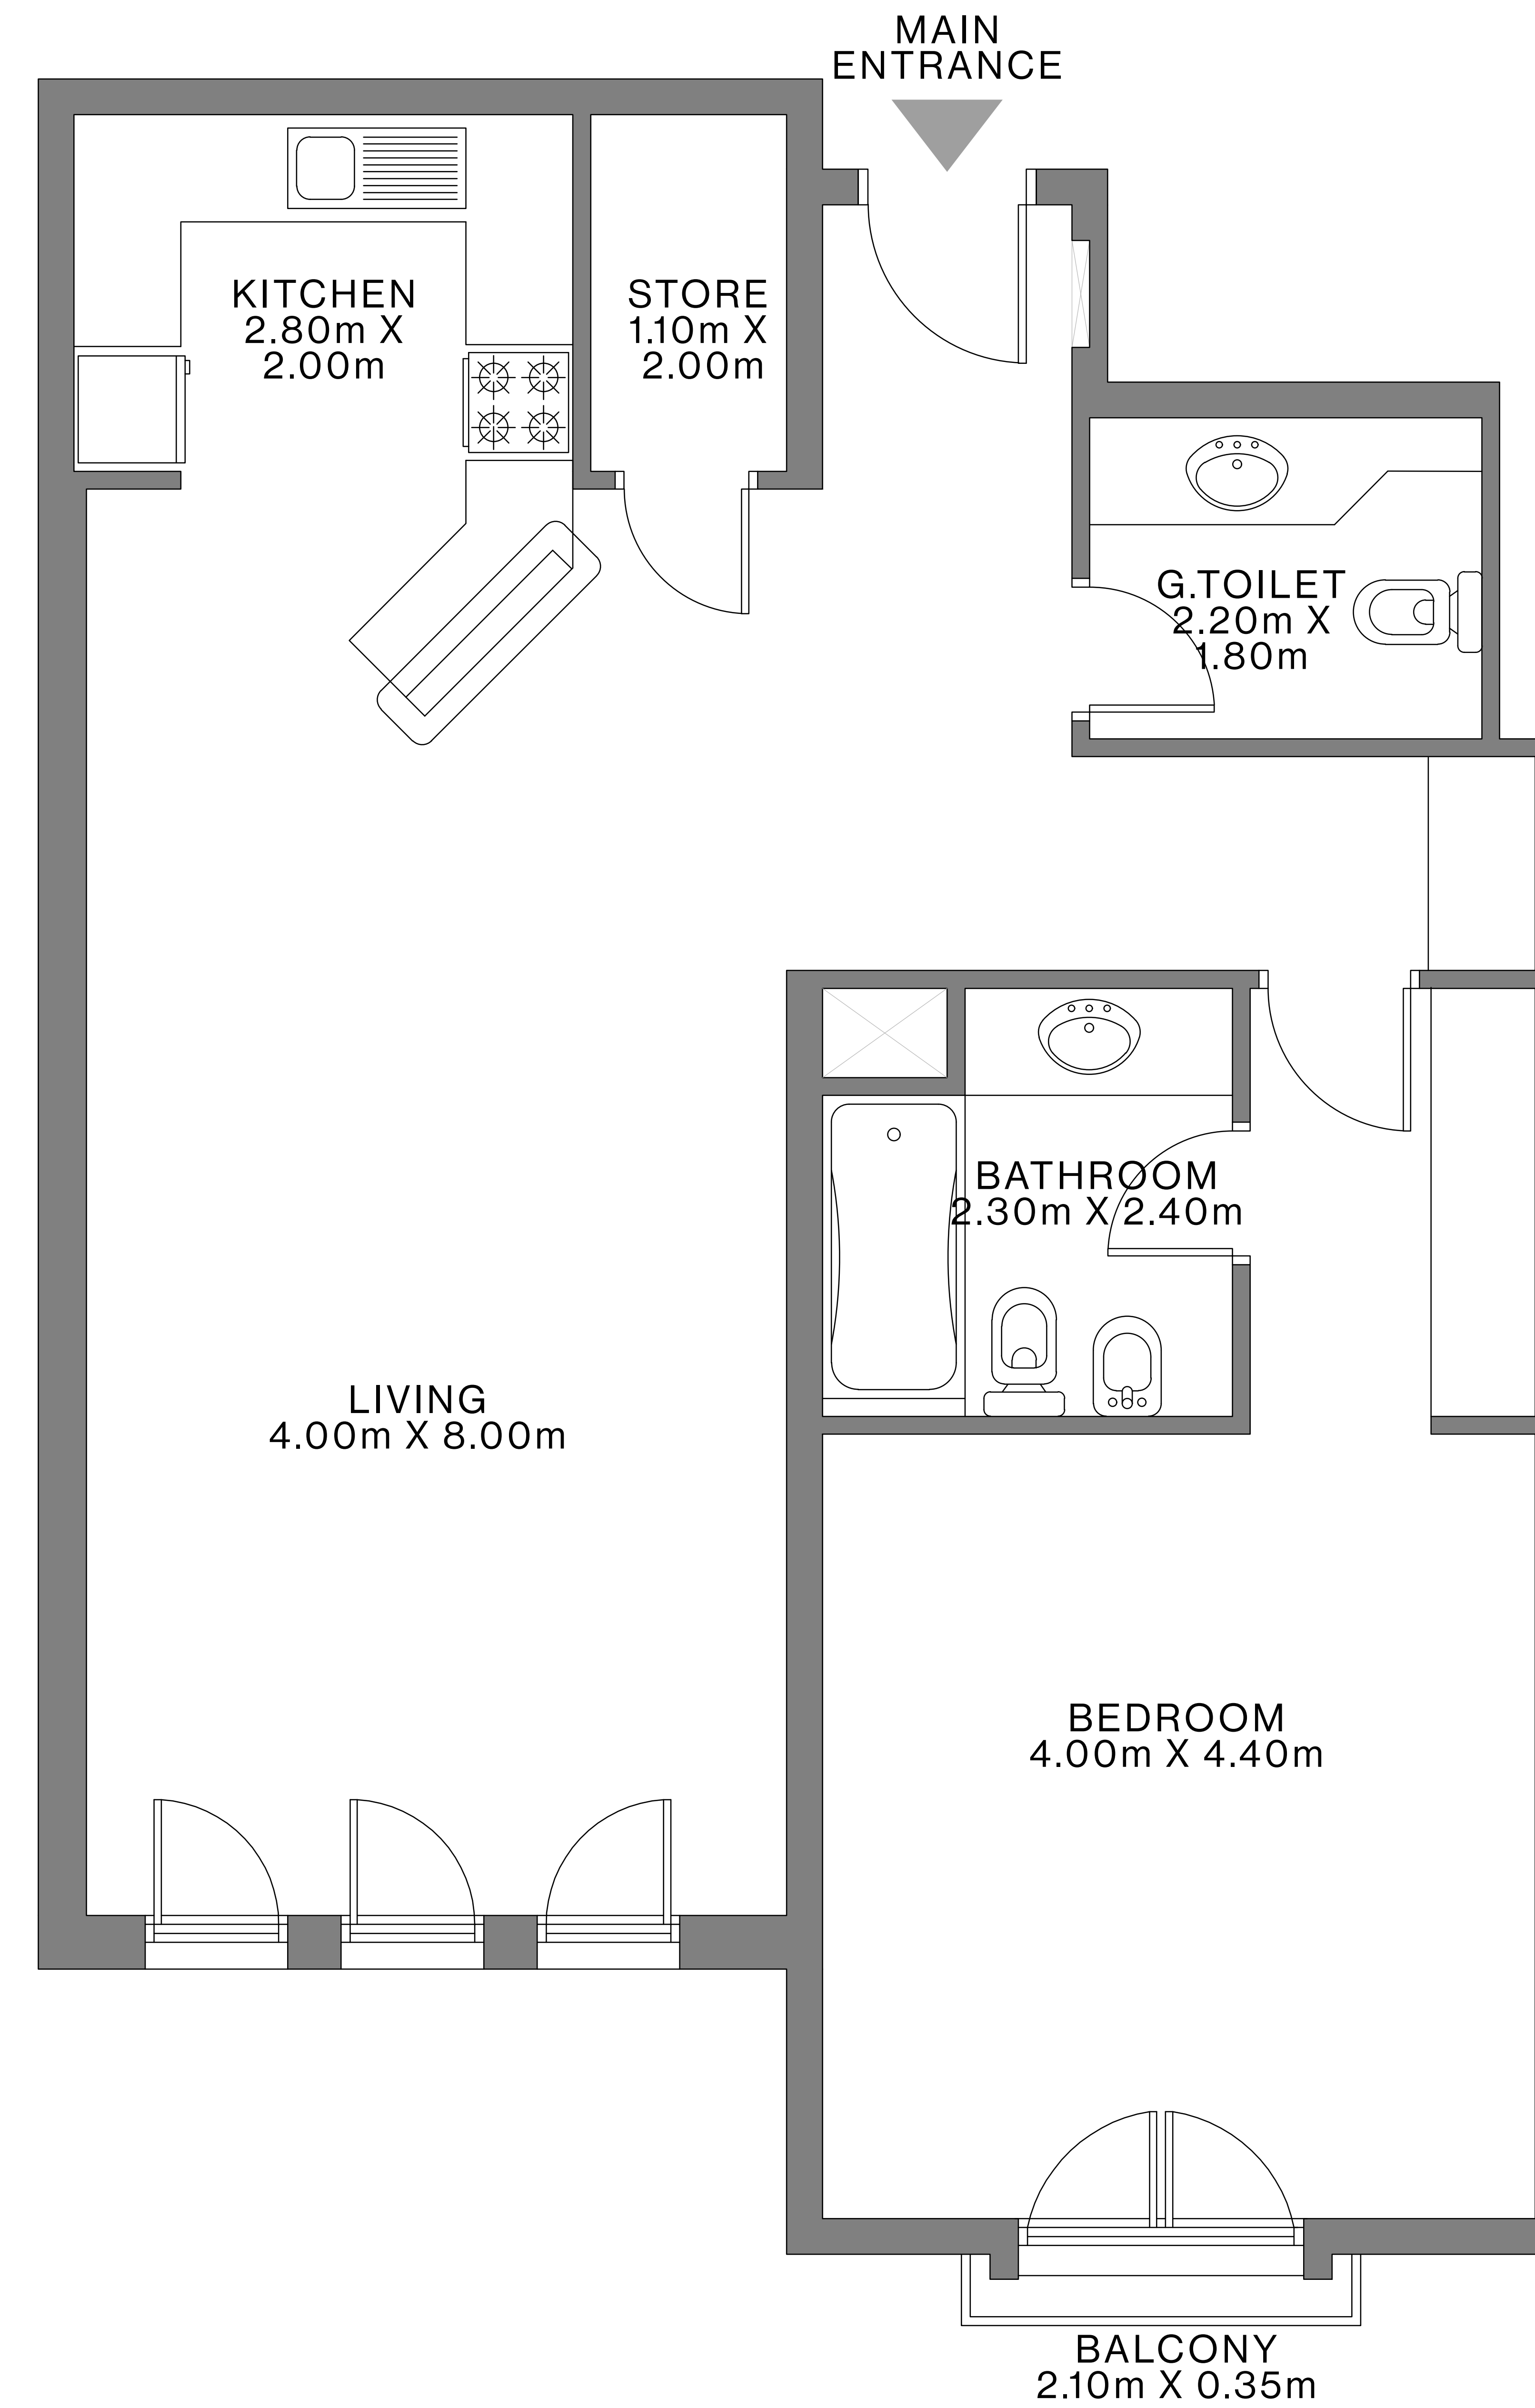 MAIN
ENTRANCE
KITCHEN
2.80m X
2.00m
STORE
1.10m X
2.00m
G.TOILET
2.20m X
1.80m
BATHROOM
2.30m X 2.40m
LIVING
4.00m X 8.00m
BEDROOM
4.00m X 4.40m
BALCONY
2.10m X 0.35m